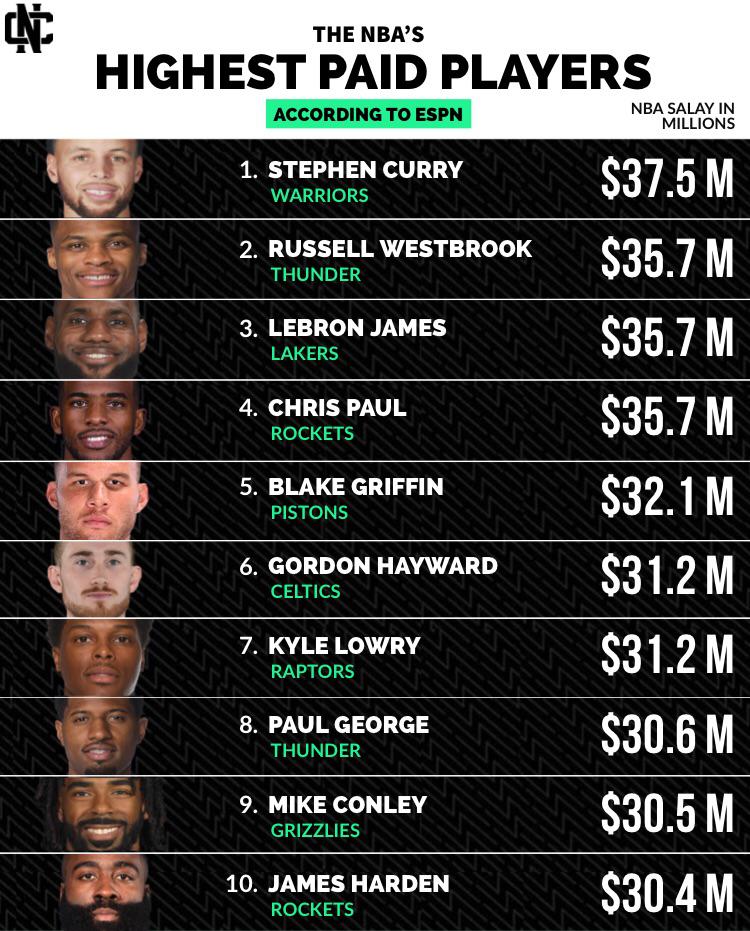 NC
THE NBA'S
HIGHEST PAID PLAYERS
ACCORDING TO ESPN
NBA SALAY IN
MILLIONS
1. STEPHEN CURRY $37.5 M
WARRIORS
2. RUSSELL WESTBROOK $35.7 M
THUNDER
3. LEBRON JAMES $35.7 M
LAKERS
4. CHRIS PAUL $35.7 M
ROCKETS
5. BLAKE GRIFFIN $32.1 M
PISTONS
6. GORDON HAYWARD $31.2 M
CELTICS
7. KYLE LOWRY $31.2 M
RAPTORS
8. PAUL GEORGE $30.6 M
THUNDER
9. MIKE CONLEY $30.5 M
GRIZZLIES
10. JAMES HARDEN $30.4 M
ROCKETS